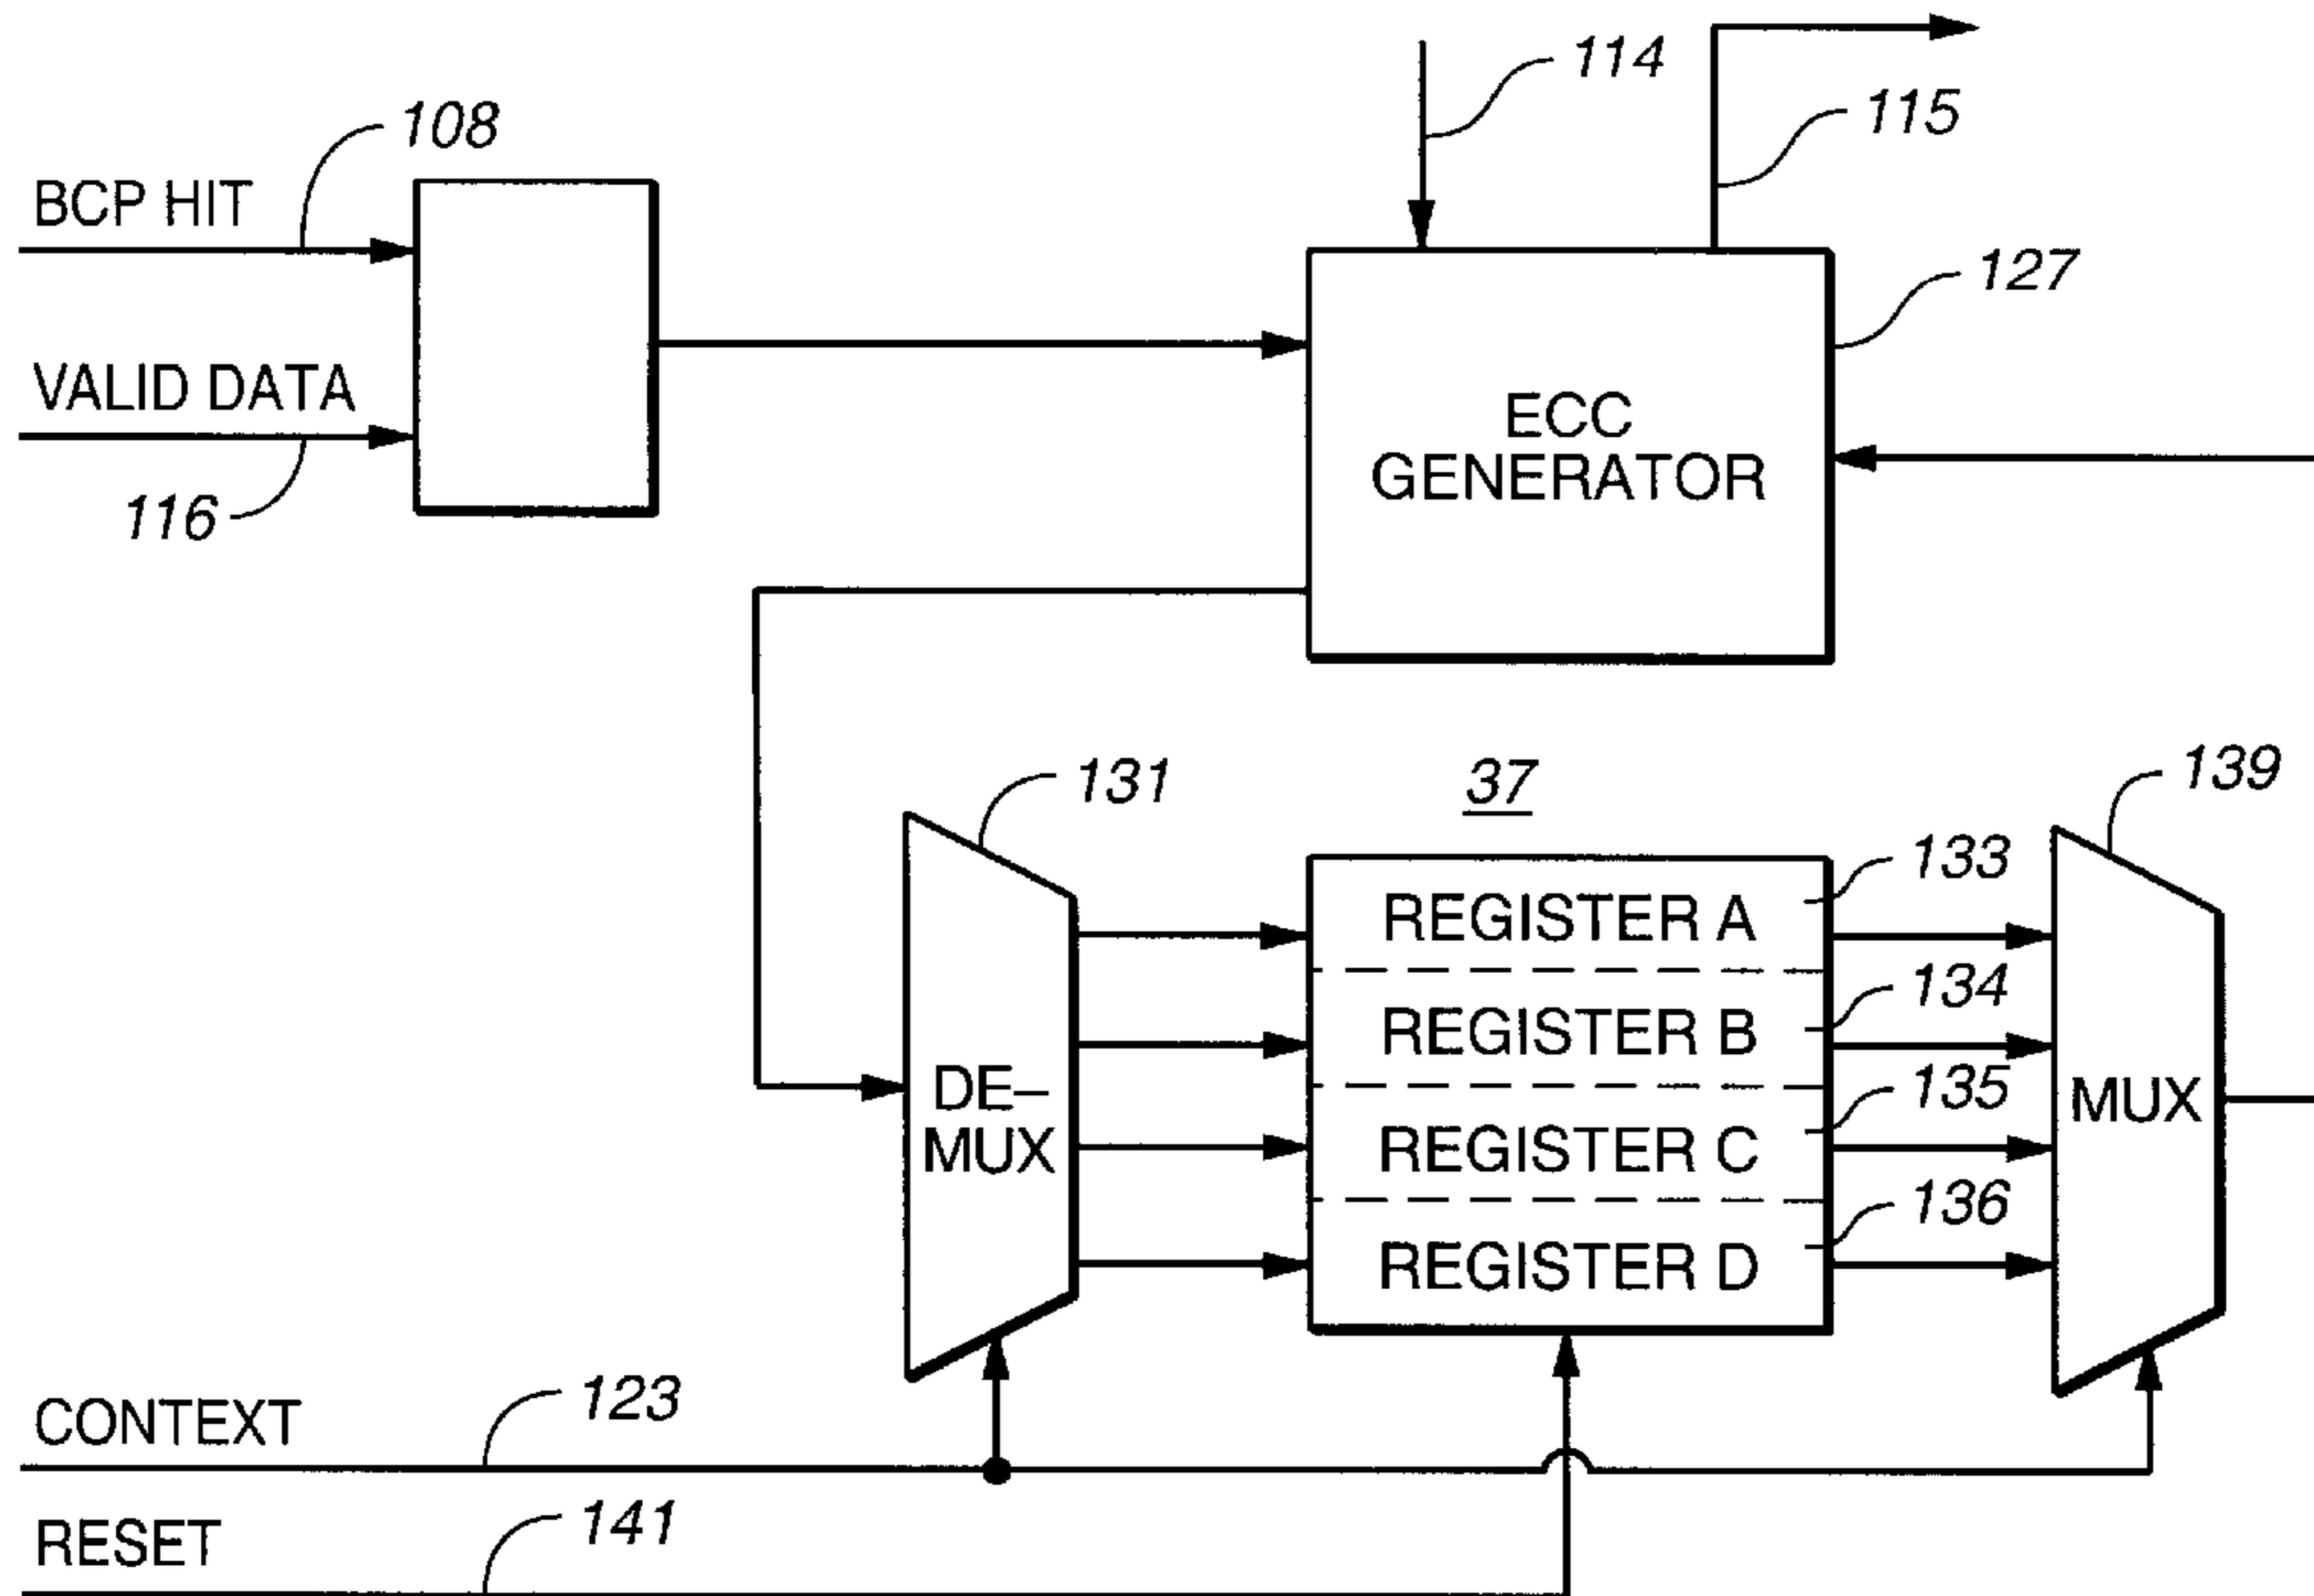 114
115
108
BCP HIT
127
VALID DATA
ECC
GENERATOR
116
131
37
139
133
REGISTER A
134
REGISTER B
135
DE-
MUX
MUX
REGISTER C
136
REGISTER D
CONTEXT
123
RESET
141